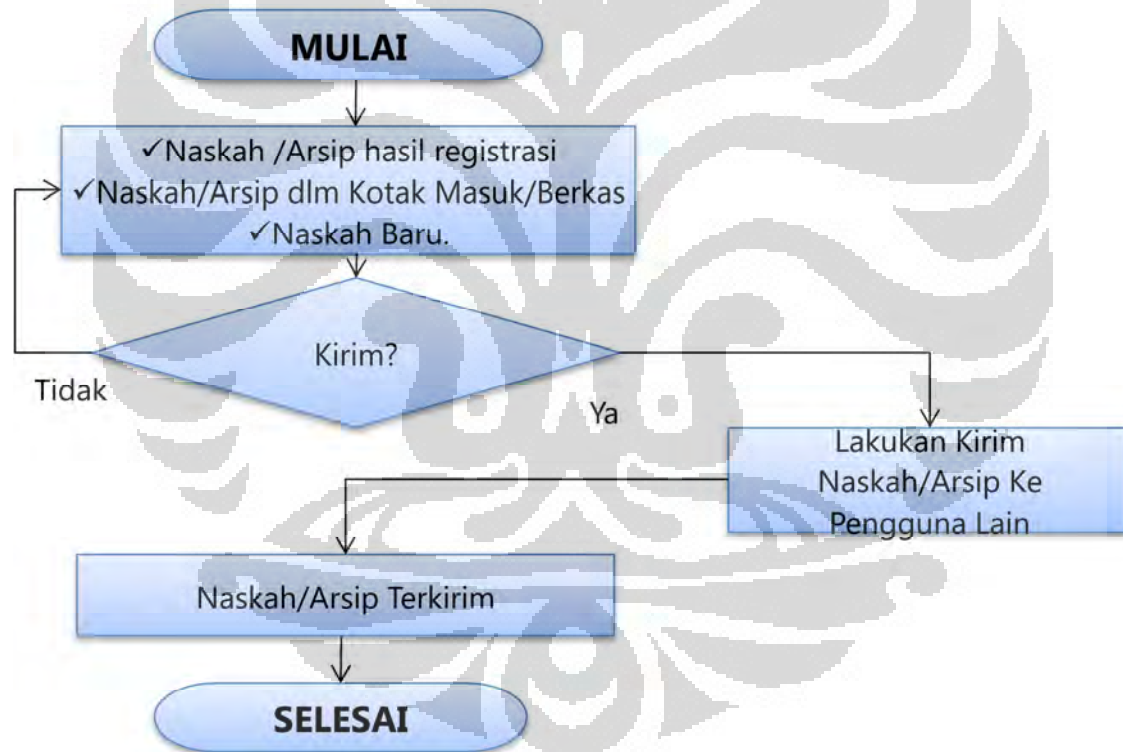 MULAI
✓Naskah /Arsip hasil registrasi
✓Naskah/Arsip dlm Kotak Masuk/Berkas
✓Naskah Baru.
Kirim?
Tidak
Ya
Lakukan Kirim
Naskah/Arsip Ke
Pengguna Lain
Naskah/Arsip Terkirim
SELESAI